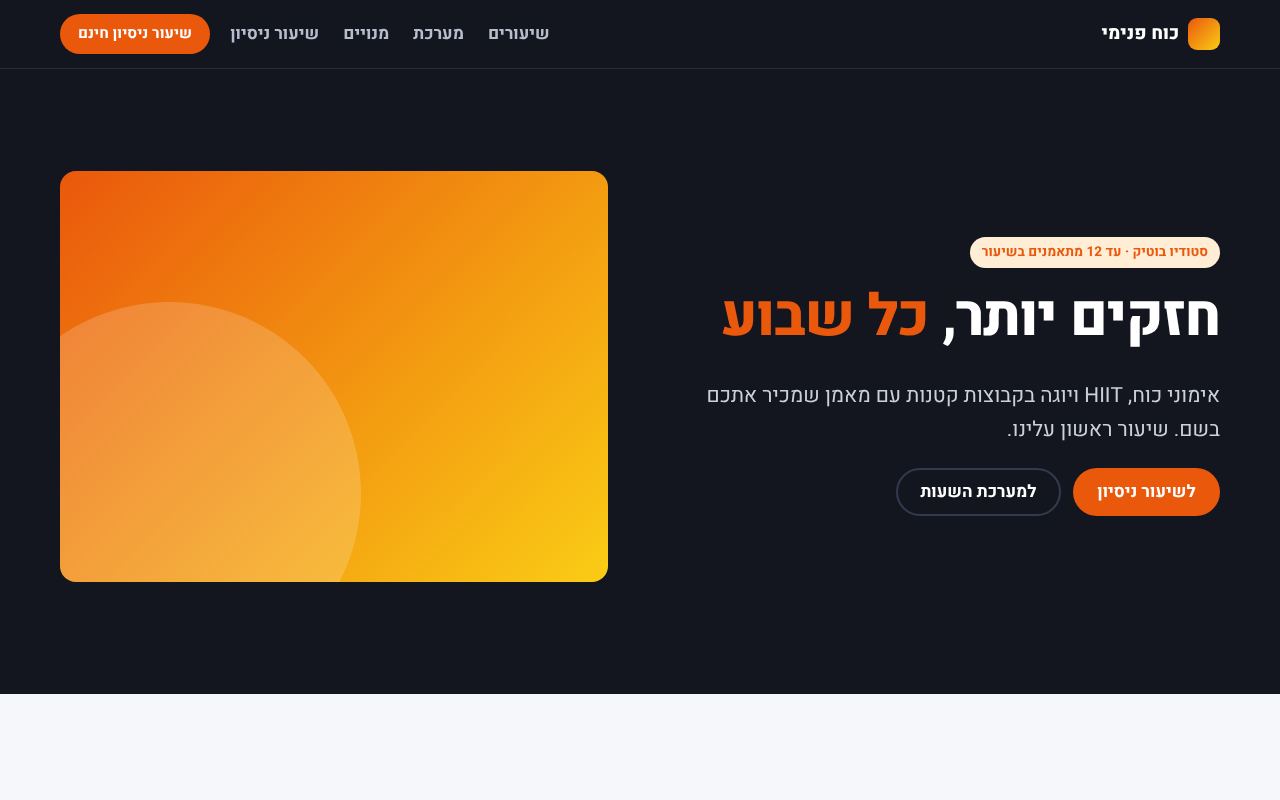 כוח פנימי
שיעורים
מערכת
מנויים
שיעור ניסיון
שיעור ניסיון חינם
סטודיו בוטיק · עד 12 מתאמנים בשיעור
חזקים יותר, כל שבוע
אימוני כוח, HIIT ויוגה בקבוצות קטנות עם מאמן שמכיר אתכם
בשם. שיעור ראשון עלינו.
לשיעור ניסיון
למערכת השעות